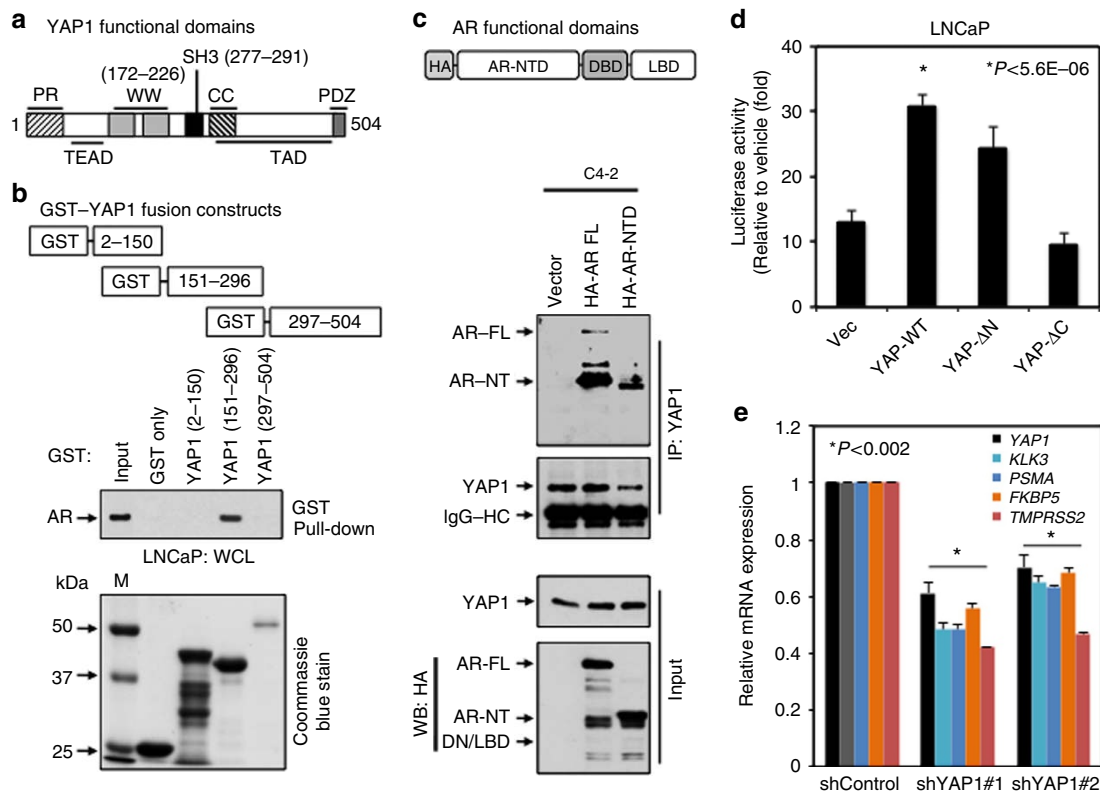 a
YAP1 functional domains
SH3 (277–291)
(172–226)
PR
WW
CC
PDZ
1
504
TEAD
TAD
b
GST–YAP1 fusion constructs
GST
2–150
GST
151–296
GST
297–504
GST:
Input
GST only
YAP1 (2–150)
YAP1 (151–296)
YAP1 (297–504)
AR
GST
Pull-down
LNCaP: WCL
kDa
M
50
37
25
Coommassie
blue stain
c
AR functional domains
HA
AR-NTD
DBD
LBD
C4-2
Vector
HA-AR FL
HA-AR-NTD
AR–FL
AR–NT
YAP1
IgG–HC
IP: YAP1
YAP1
AR-FL
AR-NT
DN/LBD
WB: HA
Input
d
LNCaP
*P<5.6E–06
*
Luciferase activity
(Relative to vehicle (fold)
40
30
20
10
0
Vec
YAP-WT
YAP-ΔN
YAP-ΔC
e
*P<0.002
YAP1
KLK3
PSMA
FKBP5
TMPRSS2
*
*
Relative mRNA expression
1.2
1
0.8
0.6
0.4
0.2
0
shControl
shYAP1#1
shYAP1#2